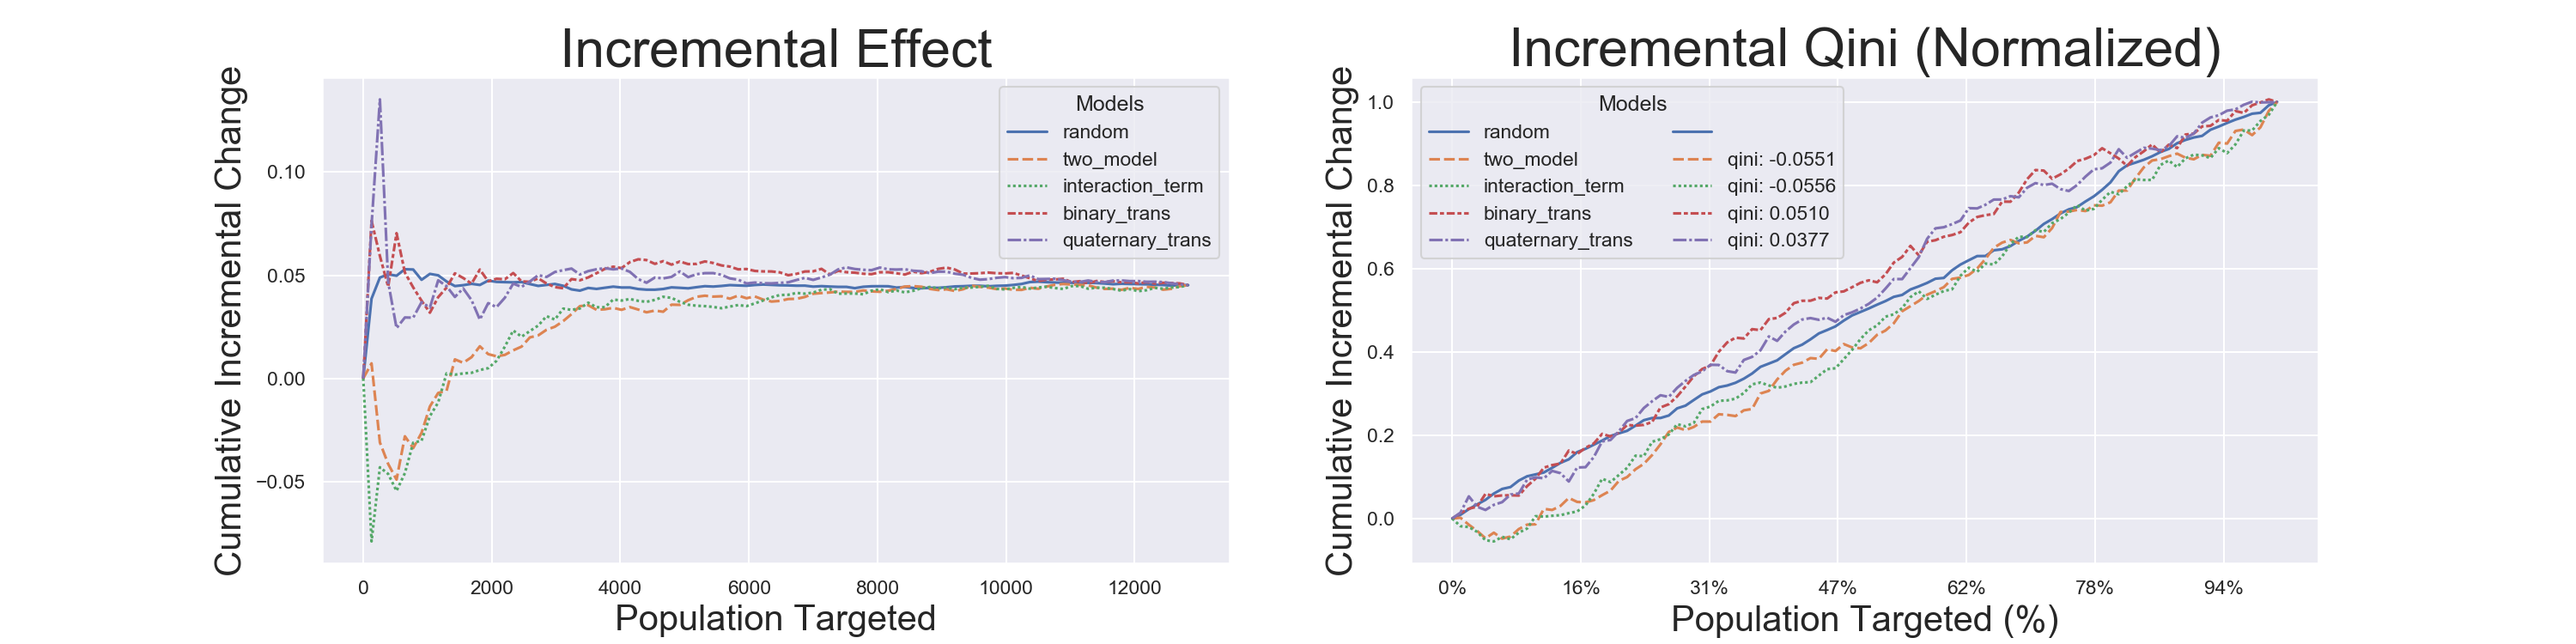 Incremental Effect
Cumulative Incremental Change
0.10
0.05
0.00
−0.05
Models
random
two_model
interaction_term
binary_trans
quaternary_trans
0 2000 4000 6000 8000 10000 12000
Population Targeted
Incremental Qini (Normalized)
Cumulative Incremental Change
1.0
0.8
0.6
0.4
0.2
0.0
Models
random
two_model qini: -0.0551
interaction_term qini: -0.0556
binary_trans qini: 0.0510
quaternary_trans qini: 0.0377
0% 16% 31% 47% 62% 78% 94%
Population Targeted (%)